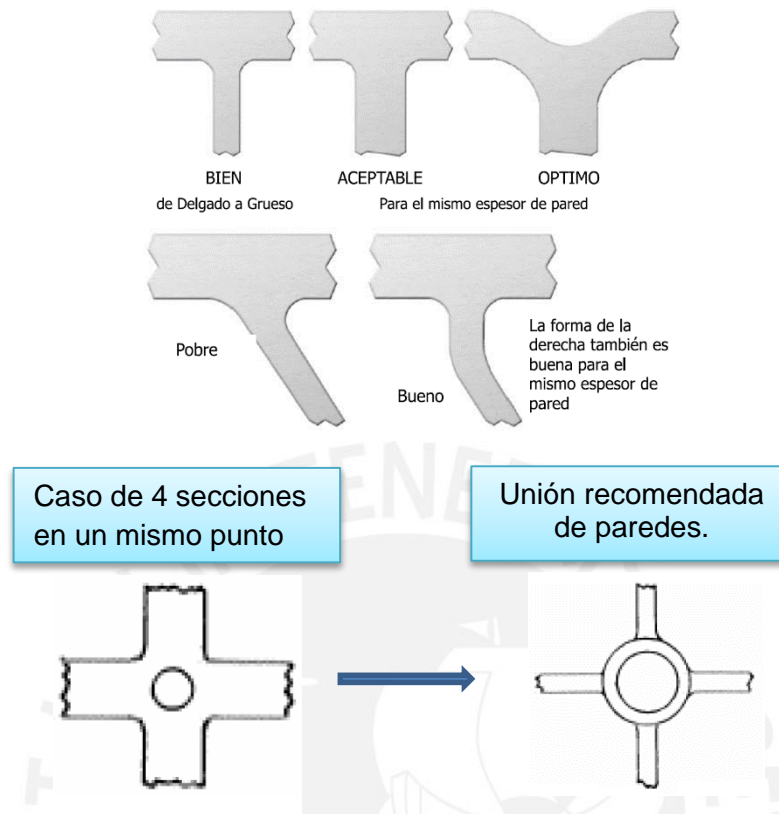 BIEN
ACEPTABLE
OPTIMO
de Delgado a Grueso
Para el mismo espesor de pared
Pobre
Bueno
La forma de la
derecha también es
buena para el
mismo espesor de
pared
Caso de 4 secciones
en un mismo punto
Unión recomendada
de paredes.